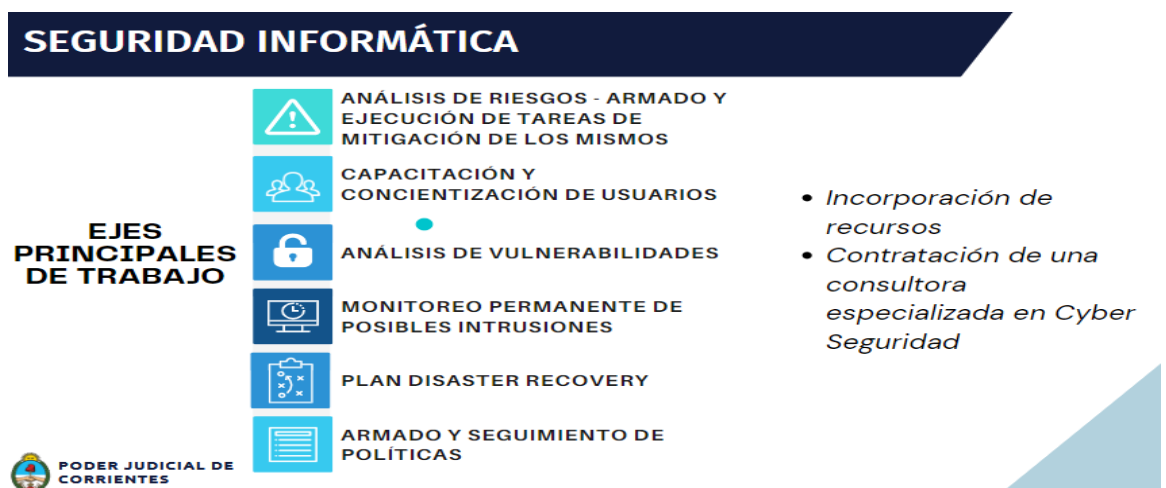 SEGURIDAD INFORMÁTICA
EJES
PRINCIPALES
DE TRABAJO
ANÁLISIS DE RIESGOS - ARMADO Y
EJECUCIÓN DE TAREAS DE
MITIGACIÓN DE LOS MISMOS
CAPACITACIÓN Y
CONCIENTIZACIÓN DE USUARIOS
ANÁLISIS DE VULNERABILIDADES
MONITOREO PERMANENTE DE
POSIBLES INTRUSIONES
PLAN DISASTER RECOVERY
ARMADO Y SEGUIMIENTO DE
POLÍTICAS
• Incorporación de
recursos
• Contratación de una
consultora
especializada en Cyber
Seguridad
PODER JUDICIAL DE
CORRIENTES